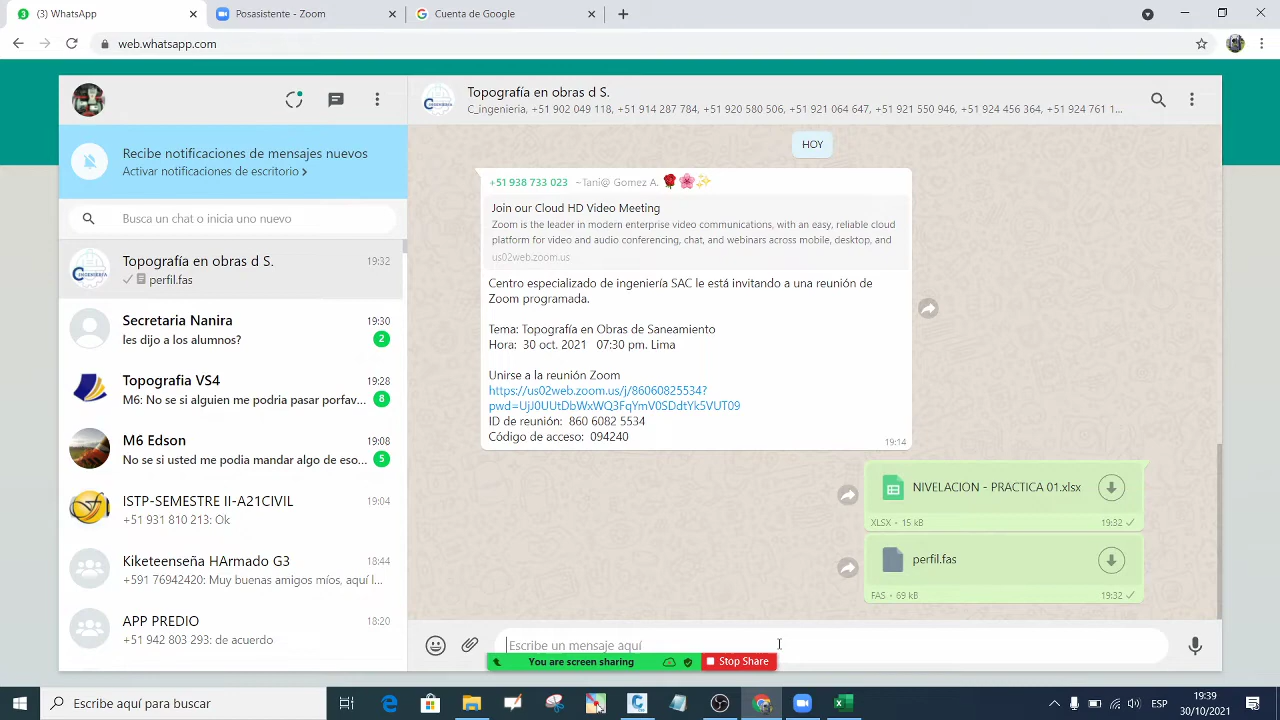 (3) WhatsApp
Posasistente - Zoom
Cuenta de Google
web.whatsapp.com
Recibe notificaciones de mensajes nuevos
Activar notificaciones de escritorio >
Busca un chat o inicia uno nuevo
Topografía en obras d S.
19:32
perfil.fas
Secretaria Nanira
19:30
les dijo a los alumnos?
2
Topografia VS4
19:28
M6: No se si alguien me podria pasar porfav...
8
M6 Edson
19:08
No se si usted me podia mandar algo de eso...
5
ISTP-SEMESTRE II-A21CIVIL
19:04
+51 931 810 213: Ok
Kiketeenseña HArmado G3
18:44
+591 76942420: Muy buenas amigos míos, aquí l...
APP PREDIO
18:20
+51 942 803 293: de acuerdo
Topografía en obras d S.
C_ingenieria, +51 902 049 118, +51 914 287 784, +51 920 580 506, +51 921 064 647, +51 921 550 946, +51 924 456 364, +51 924 761 1...
HOY
+51 938 733 023 ~Tani@ Gomez A. 🌹🌸✨
Join our Cloud HD Video Meeting
Zoom is the leader in modern enterprise video communications, with an easy, reliable cloud
platform for video and audio conferencing, chat, and webinars across mobile, desktop, and
us02web.zoom.us
Centro especializado de ingeniería SAC le está invitando a una reunión de
Zoom programada.
Tema: Topografía en Obras de Saneamiento
Hora: 30 oct. 2021 07:30 pm. Lima
Unirse a la reunión Zoom
https://us02web.zoom.us/j/86060825534?
pwd=UjJ0UUtDbWxWQ3FqYmV0SDdtYk5VUT09
ID de reunión: 860 6082 5534
Código de acceso: 094240
19:14
NIVELACION - PRACTICA 01.xlsx
XLSX • 15 kB
19:32
perfil.fas
FAS • 69 kB
19:32
Escribe un mensaje aquí
You are screen sharing
Stop Share
Escribe aquí para buscar
ESP
19:39
30/10/2021